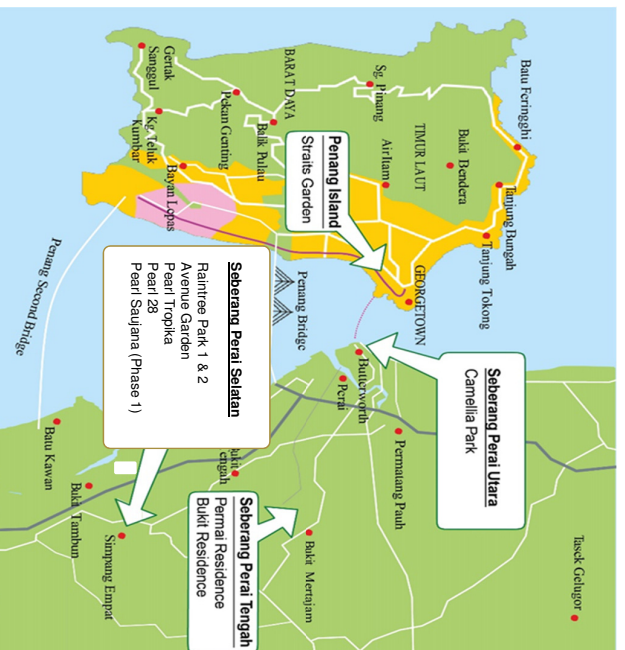 Tasek Gelugor
Batu Feringghi
Tanjung Bungah
Tanjung Tokong
Seberang Perai Utara
Camellia Park
Bukit Bendera
TIMUR LAUT
GEORGETOWN
Sg. Pinang
Air Itam
Permatang Pauh
Butterworth
Perai
Penang Island
Straits Garden
Bukit Mertajam
Penang Bridge
BARAT DAYA
Balik Pulau
Pekan Genting
ukit
engah
Seberang Perai Tengah
Permai Residence
Bukit Residence
Seberang Perai Selatan
Raintree Park 1 & 2
Avenue Garden
Pearl Tropika
Pearl 28
Pearl Saujana (Phase 1)
Bayan Lepas
Gertak
Sanggul
Kg. Teluk
Kumbar
Simpang Empat
Bukit Tambun
Batu Kawan
Penang Second Bridge